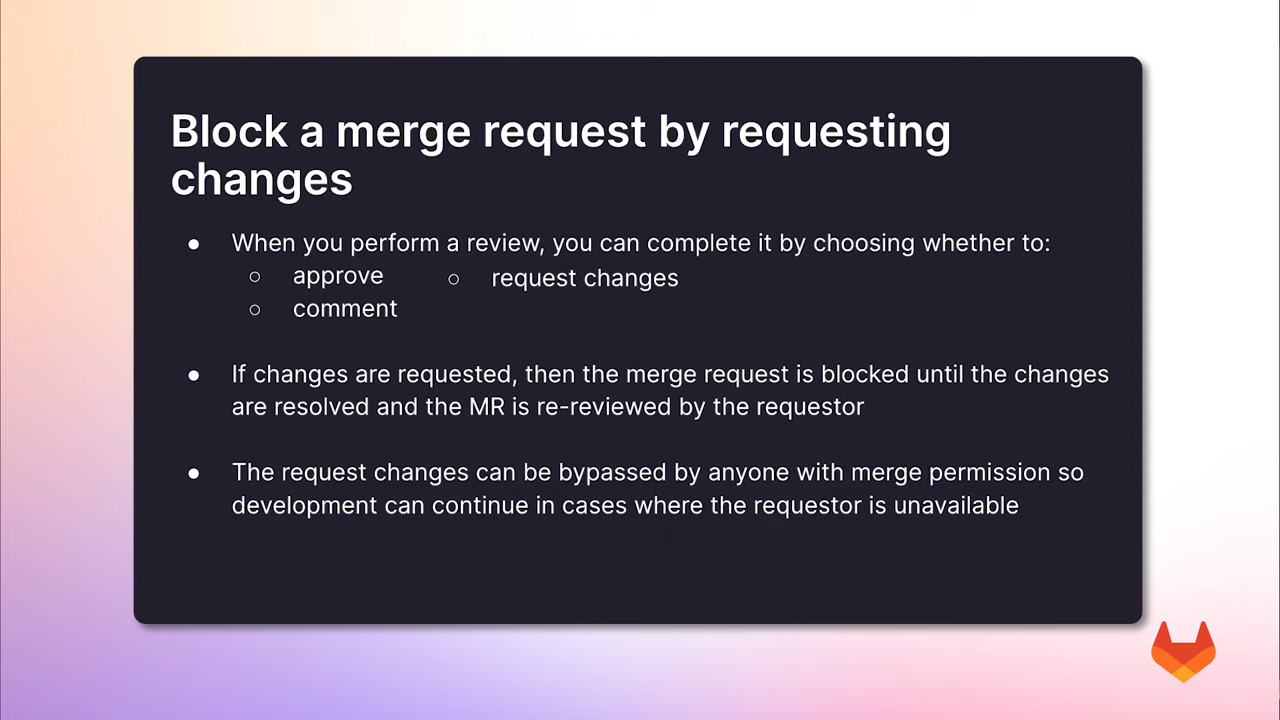 Block a merge request by requesting
changes
● When you perform a review, you can complete it by choosing whether to:
○ approve ○ request changes
○ comment
● If changes are requested, then the merge request is blocked until the changes
are resolved and the MR is re-reviewed by the requestor
● The request changes can be bypassed by anyone with merge permission so
development can continue in cases where the requestor is unavailable